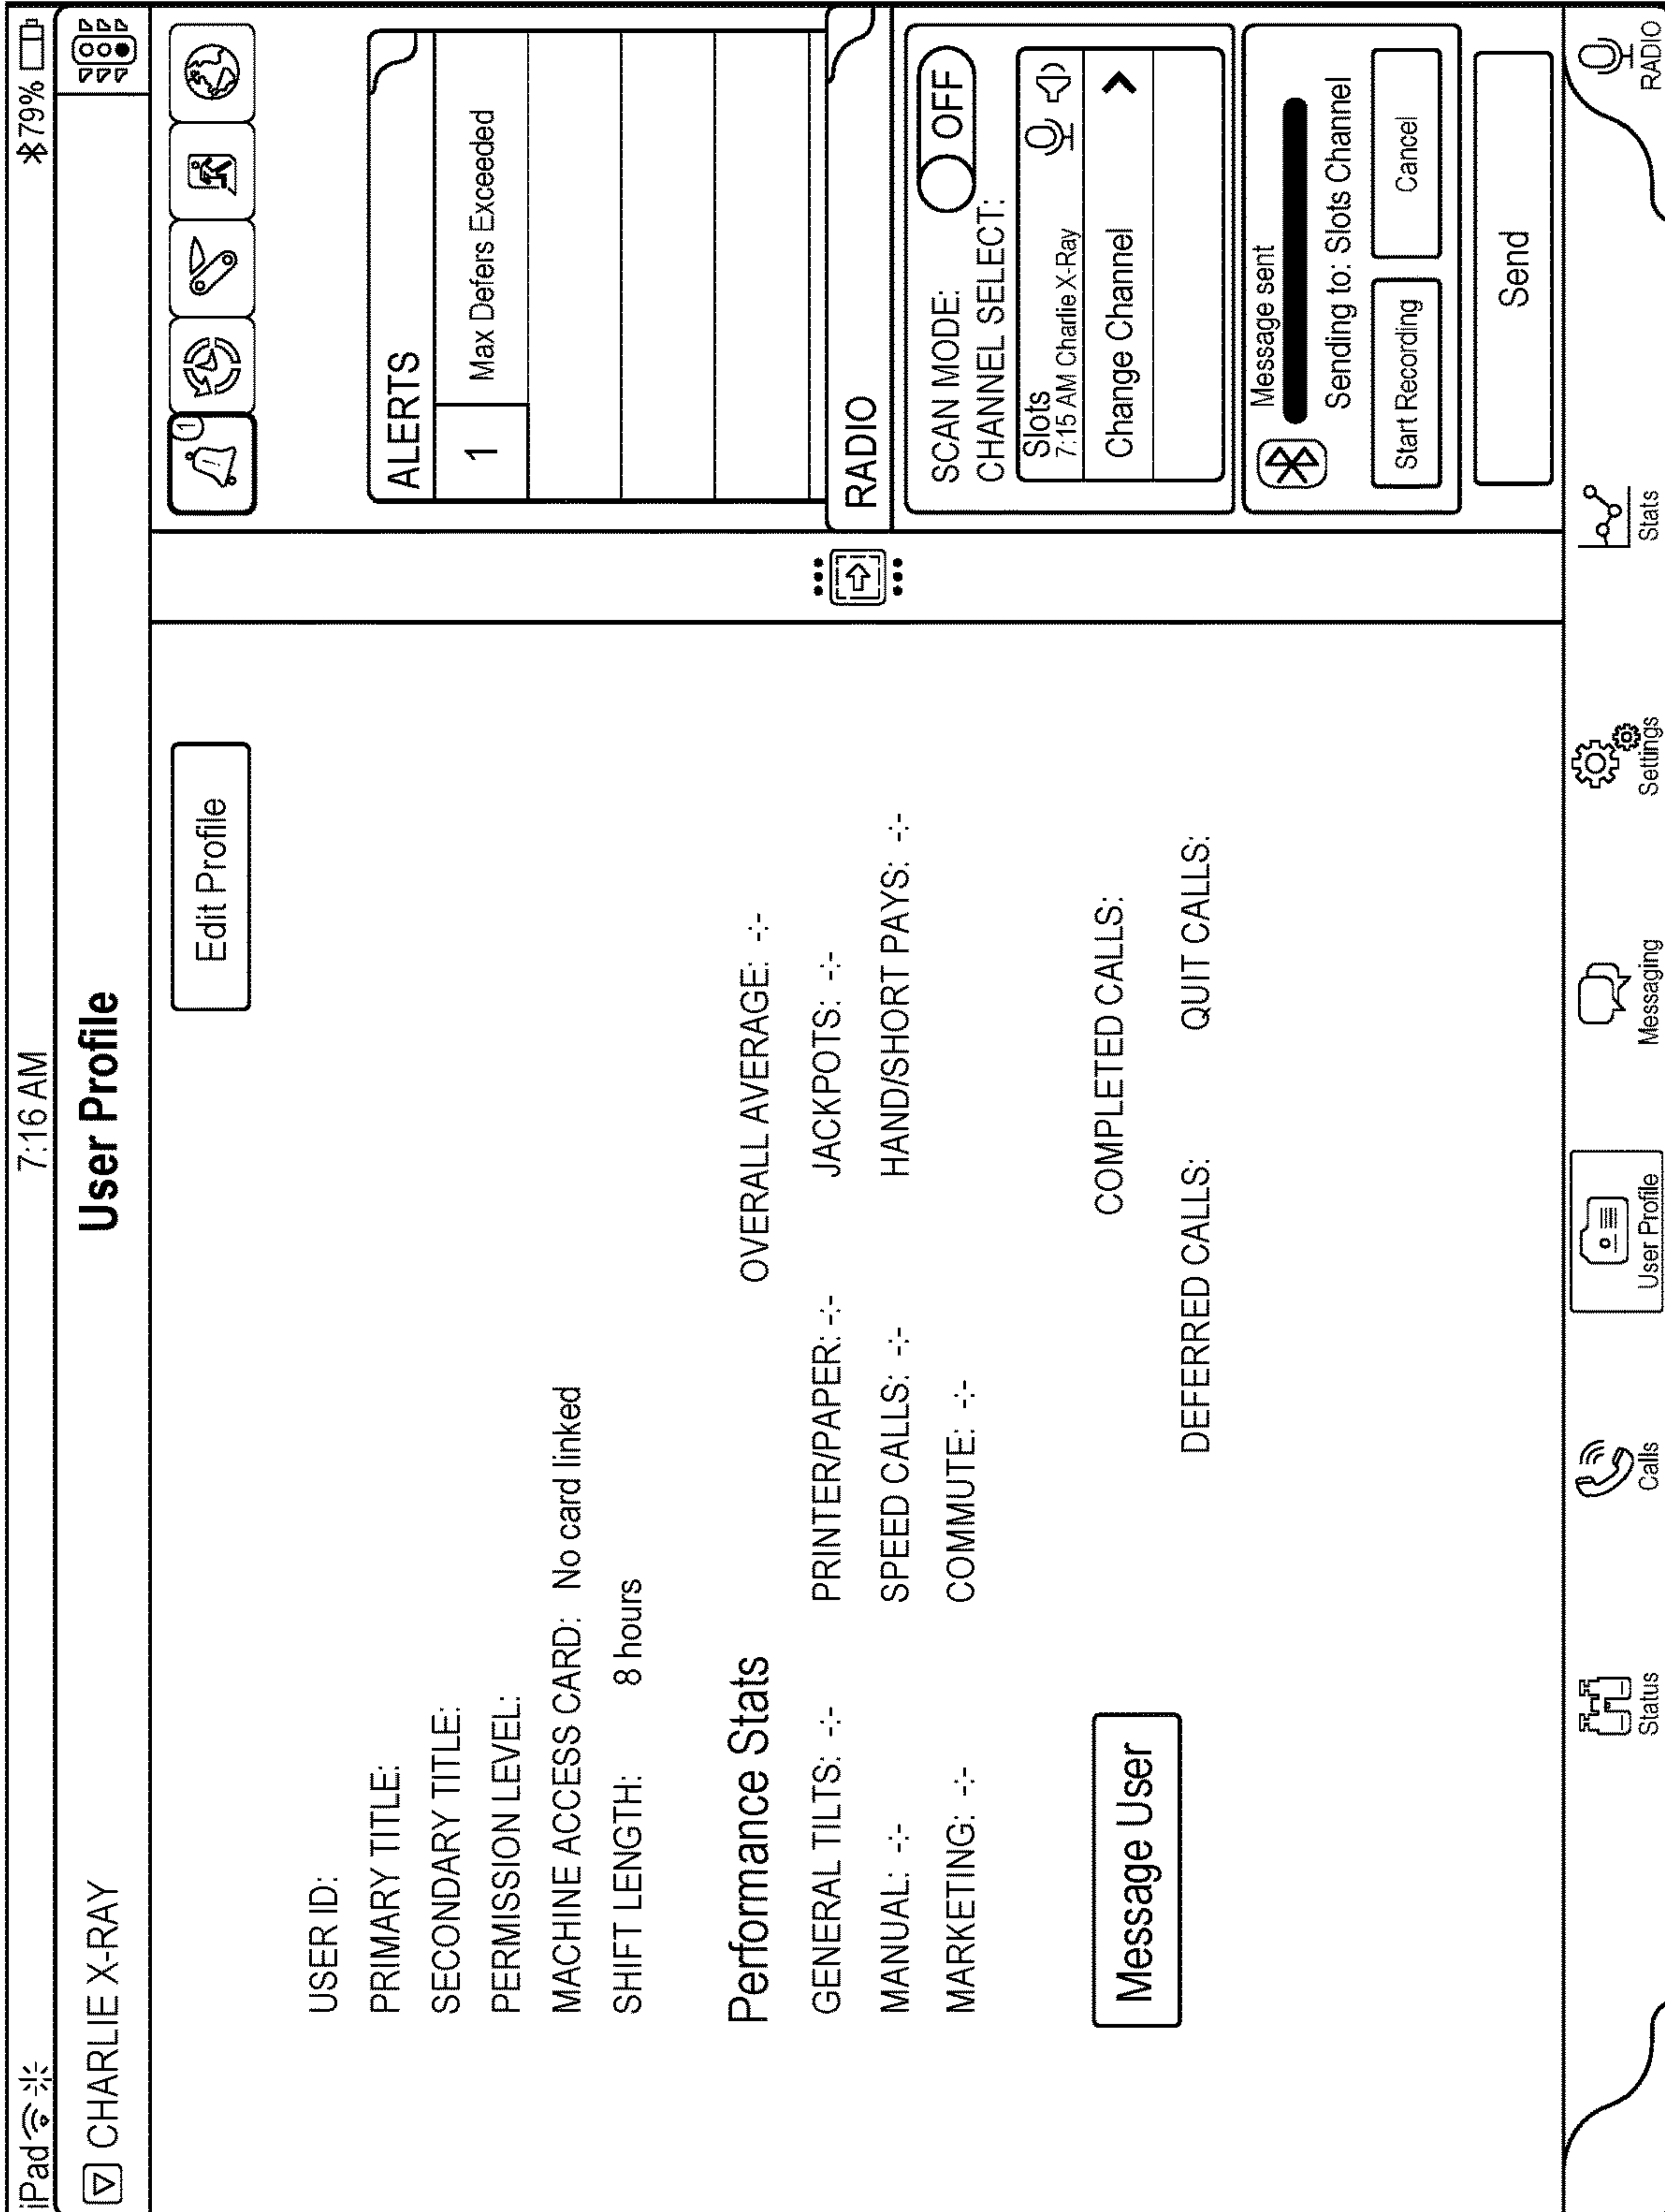 iPad 7:16 AM 79%
CHARLIE X-RAY User Profile
Edit Profile
USER ID:
PRIMARY TITLE:
SECONDARY TITLE:
PERMISSION LEVEL:
MACHINE ACCESS CARD: No card linked
SHIFT LENGTH: 8 hours
Performance Stats OVERALL AVERAGE: -:-
GENERAL TILTS: -:- PRINTER/PAPER: -:- JACKPOTS: -:-
MANUAL: -:- SPEED CALLS: -:- HAND/SHORT PAYS: -:-
MARKETING: -:- COMMUTE: -:-
Message User COMPLETED CALLS:
DEFERRED CALLS: QUIT CALLS:
1
ALERTS
1 Max Defers Exceeded
RADIO
SCAN MODE: OFF
CHANNEL SELECT:
Slots
7:15 AM Charlie X-Ray
Change Channel >
Message sent
Sending to: Slots Channel
Start Recording Cancel
Send
Status Calls User Profile Messaging Settings Stats RADIO